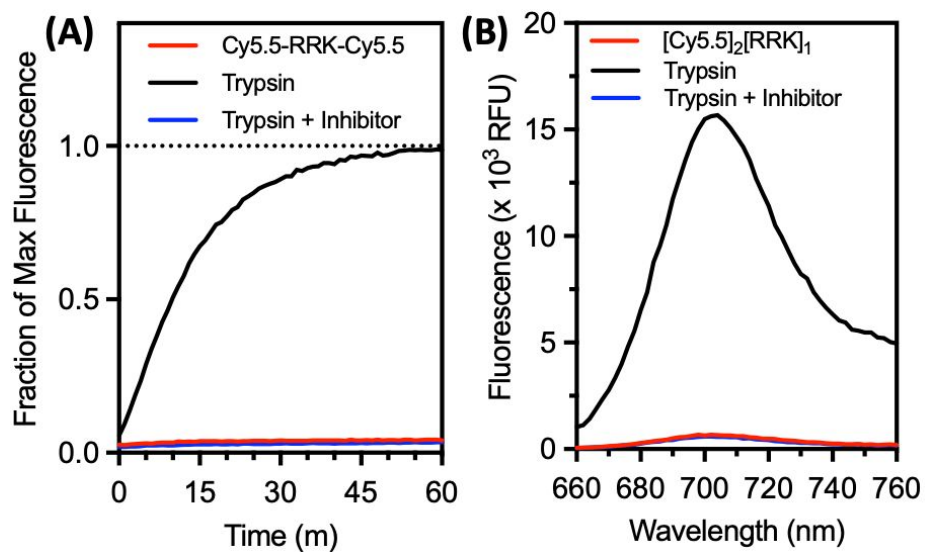 (A)
Cy5.5-RRK-Cy5.5
Trypsin
Trypsin + Inhibitor
1.0
0.5
0.0
Fraction of Max Fluorescence
0 15 30 45 60
Time (m)
(B)
[Cy5.5]₂[RRK]₁
Trypsin
Trypsin + Inhibitor
20
15
10
5
0
Fluorescence (x 10³ RFU)
660 680 700 720 740 760
Wavelength (nm)